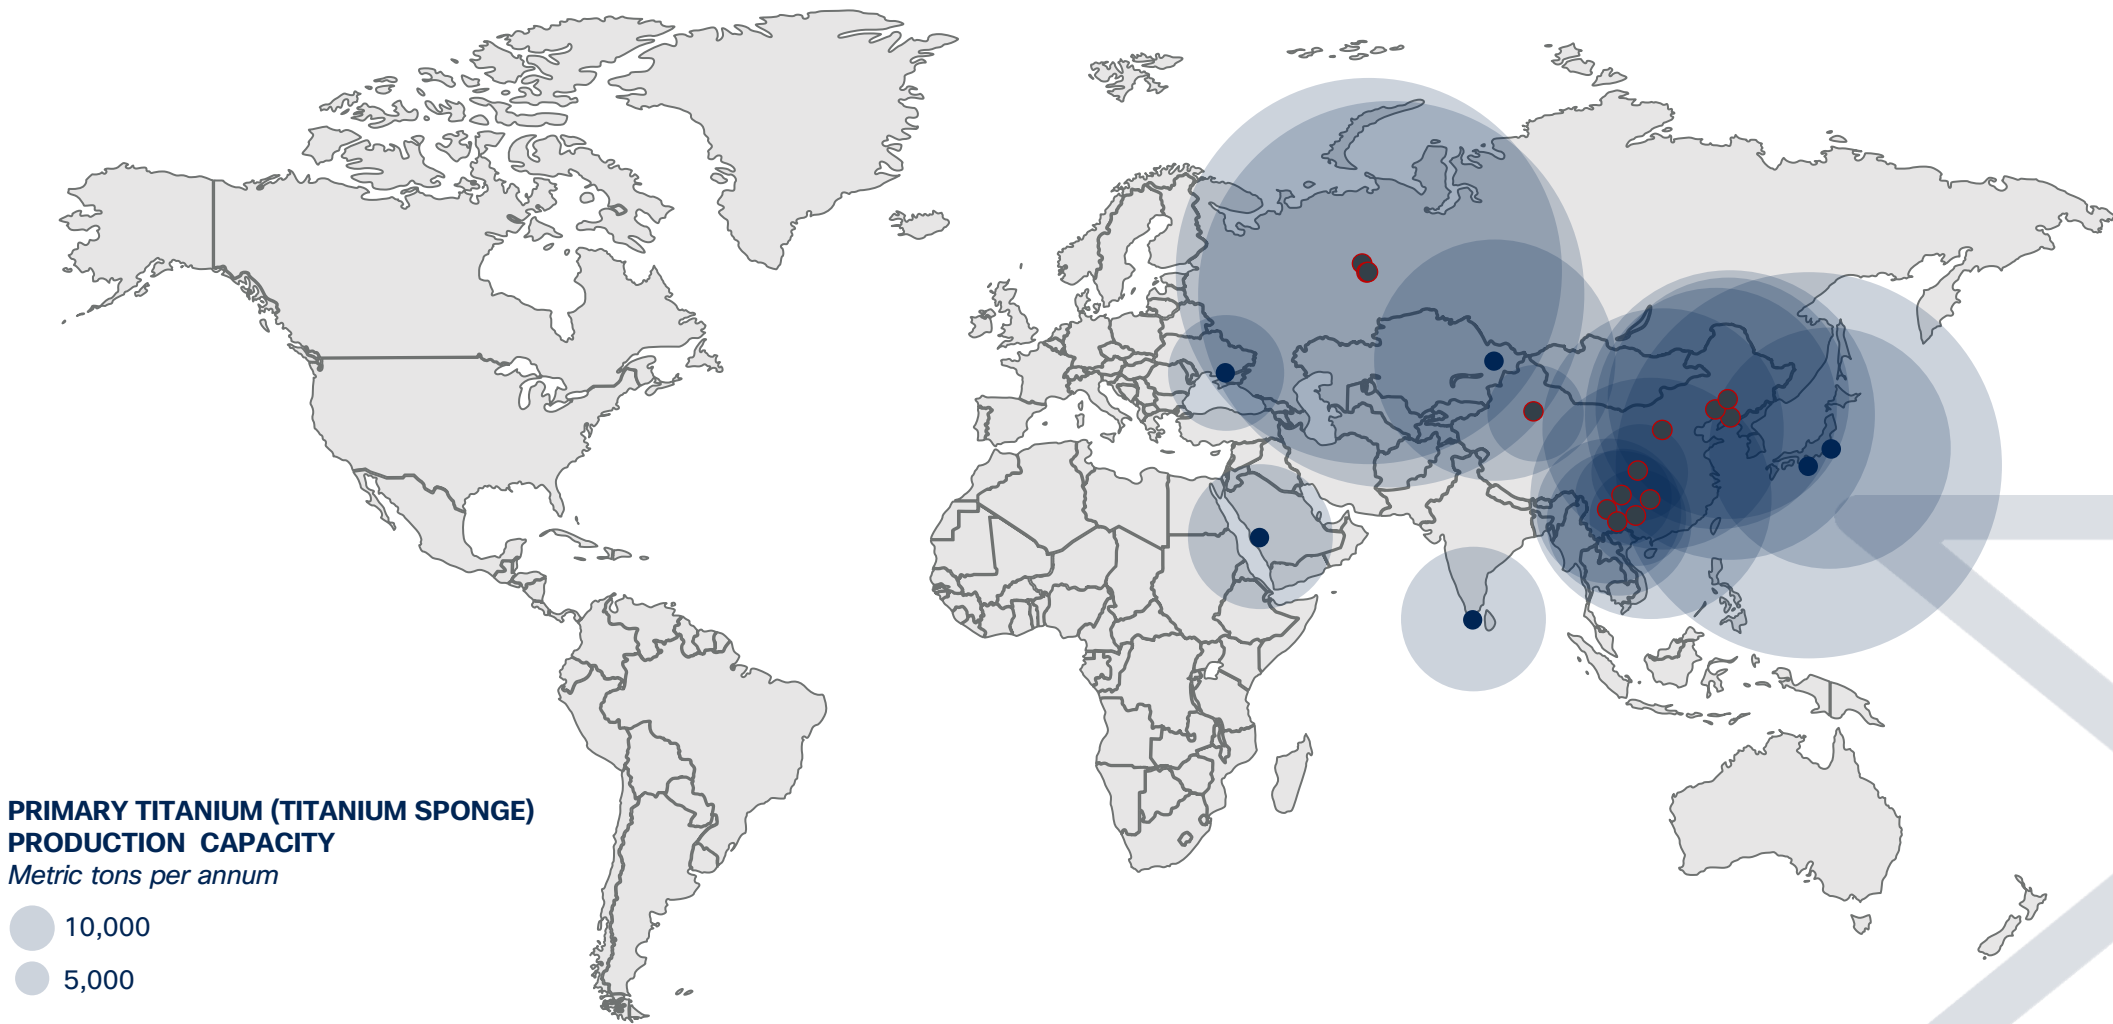 PRIMARY TITANIUM (TITANIUM SPONGE)
PRODUCTION CAPACITY
Metric tons per annum
10,000
5,000